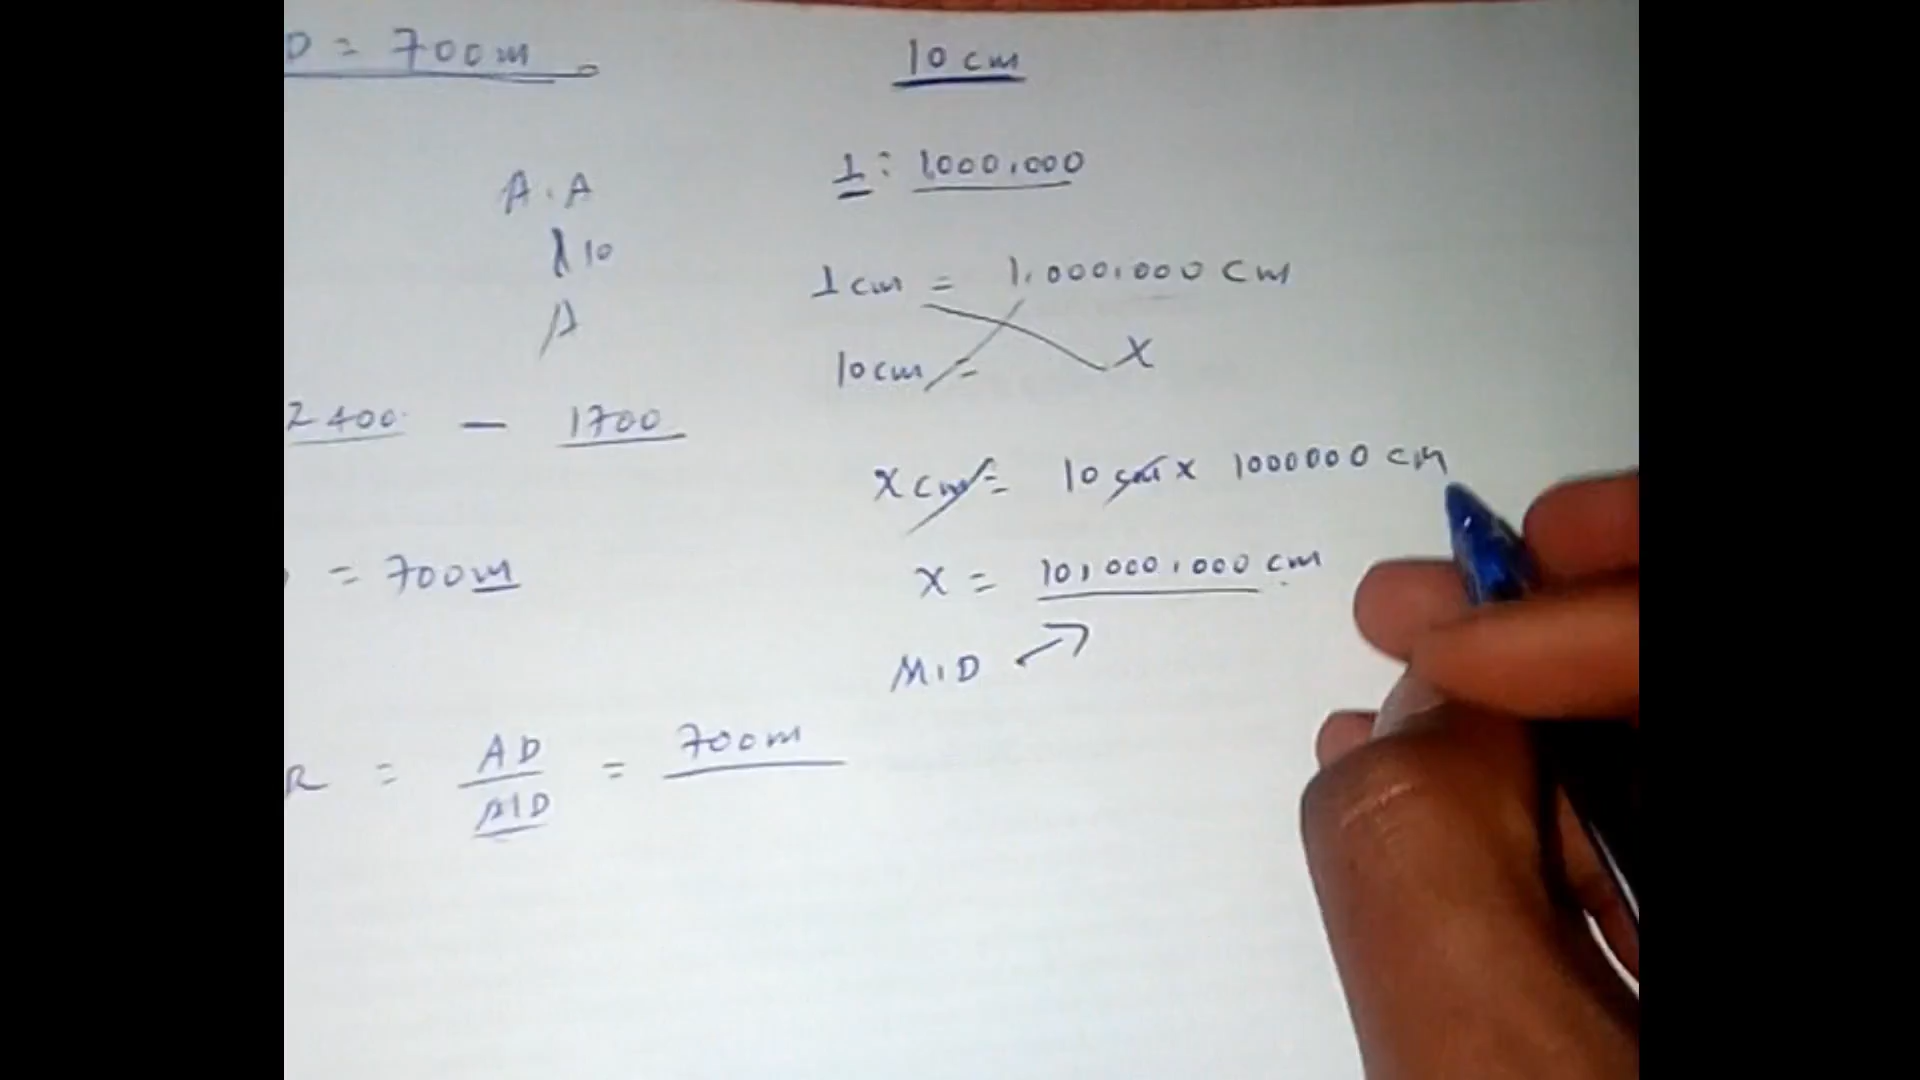 D = 700m
10 cm
1 : 1000,000
A.A
10
A
1cm = 1,000,000 cm
10cm = X
2400 - 1700
X cm = 10 cm x 1000000 cm
= 700m
X = 10,000,000 cm
M.D
R = AD / MD = 700m